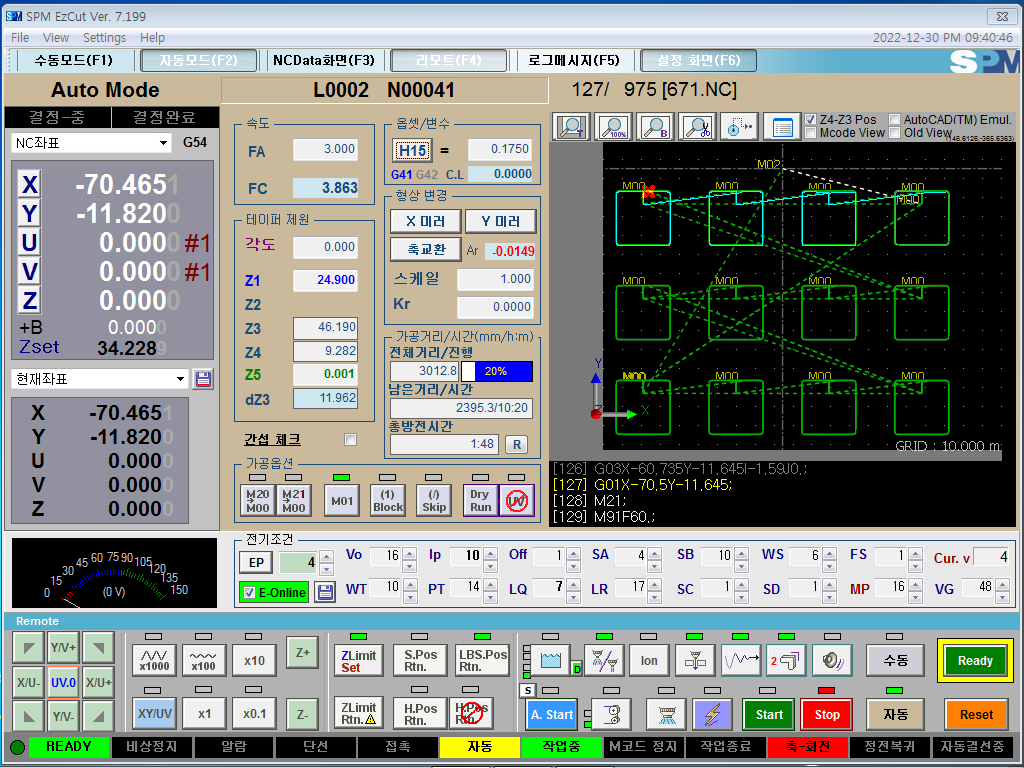 SPM EzCut Ver. 7.199
File View Settings Help 2022-12-30 PM 09:40:46
수동모드(F1) 자동모드(F2) NCData화면(F3) 리모트(F4) 로그메시지(F5) 설정 화면(F6) SPM
Auto Mode L0002 N00041 127/ 975 [671.NC]
결정-중 결정완료
NC좌표 G54
X -70.4651
Y -11.8200
U 0.0000 #1
V 0.0000 #1
Z 0.0000
+B 0.0000
Zset 34.2289
현재좌표
X -70.4651
Y -11.8200
U 0.0000
V 0.0000
Z 0.0000
속도
FA 3.000
FC 3.863
테이퍼 제원
각도 0.000
Z1 24.900
Z2
Z3 46.190
Z4 9.282
Z5 0.001
dZ3 11.962
간섭 체크
옵셋/변수
H15 = 0.1750
G41 G42 C.L 0.0000
형상 변경
X 미러 Y 미러
축교환 Ar -0.0149
스케일 1.000
Kr 0.0000
가공거리/시간(mm/h:m)
전체거리/진행
3012.8 20%
남은거리/시간
2395.3/10:20
총방전시간
1:48 R
가공옵션
M20 M00 M21 M00 M01 (1) Block (/) Skip Dry Run UV
T 100% B
Z4-Z3 Pos AutoCAD(TM) Emul.
Mcode View Old View
(46.6126,-365.6363)
M02
M00 M00 M00 M00
M00 M00 M00 M00
M00 M00 M00 M00
Y
X
GRID : 10.000 m
[126] G03X-60.735Y-11.645I-1.59J0.;
[127] G01X-70.5Y-11.645;
[128] M21;
[129] M91F60.;
0 15 30 45 60 75 90 105 120 135 150
(0 V)
전기조건
EP 4 Vo 16 Ip 10 Off 1 SA 4 SB 10 WS 6 FS 1 Cur. v 4
E-Online WT 10 PT 14 LQ 7 LR 17 SC 1 SD 1 MP 16 VG 48
Remote
Y/V+ X/U- UV.0 X/U+ Y/V-
x1000 x100 x10 Z+
XY/UV x1 x0.1 Z-
ZLimit Set S.Pos Rtn. LBS.Pos Rtn.
ZLimit Rtn. H.Pos Rtn. H.Pos Rtn.
D Ion 2 수동 Ready
S A. Start Start Stop 자동 Reset
READY 비상정지 알람 단선 접촉 자동 작업중 M코드 정지 작업종료 축-회전 정전복귀 자동결선중